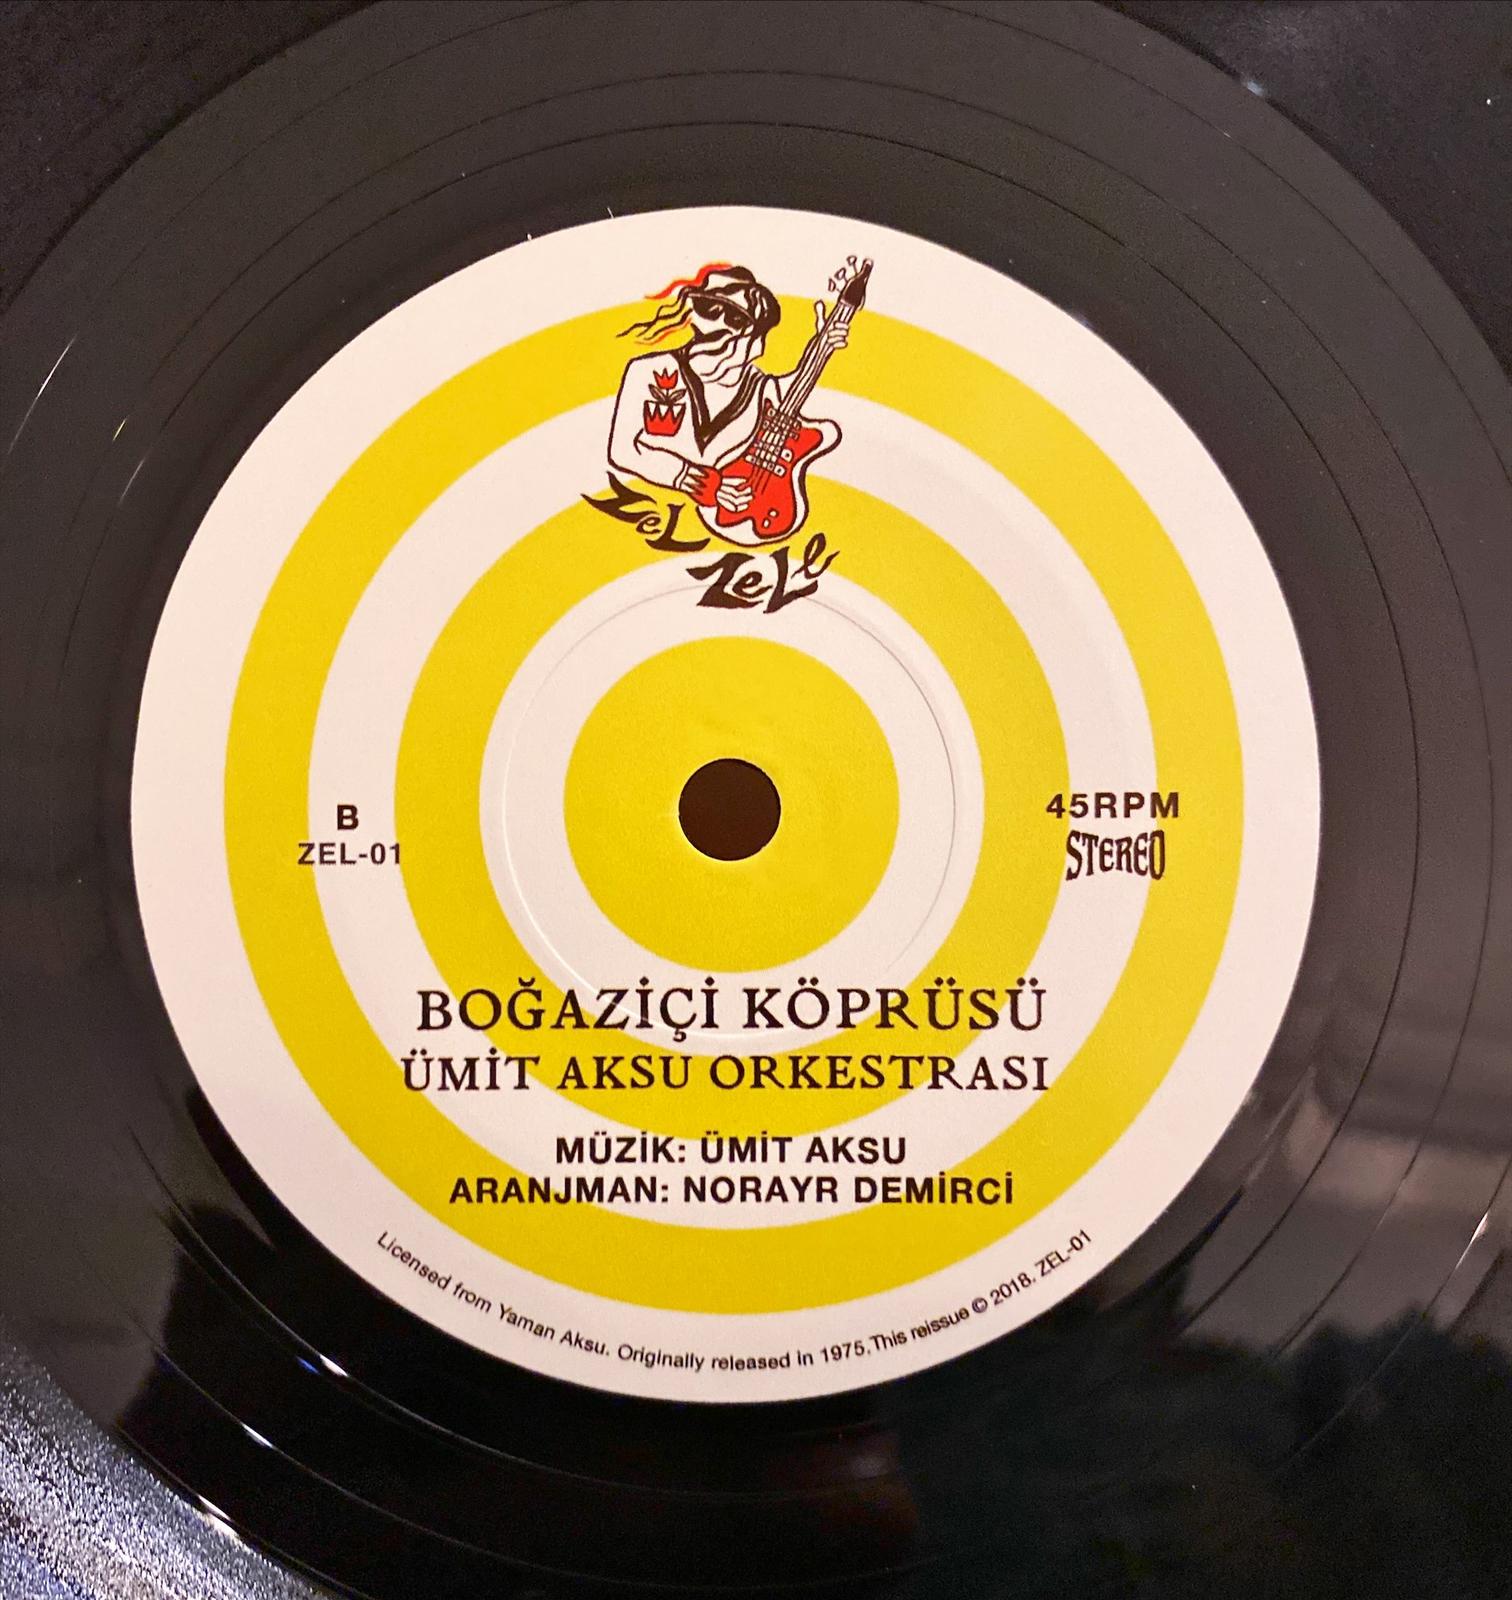 ZEL
ZELE
B
ZEL-01
45RPM
STEREO
BOĞAZİÇİ KÖPRÜSÜ
ÜMİT AKSU ORKESTRASI
MÜZİK: ÜMİT AKSU
ARANJMAN: NORAYR DEMİRCİ
Licensed from Yaman Aksu. Originally released in 1975. This reissue © 2018. ZEL-01